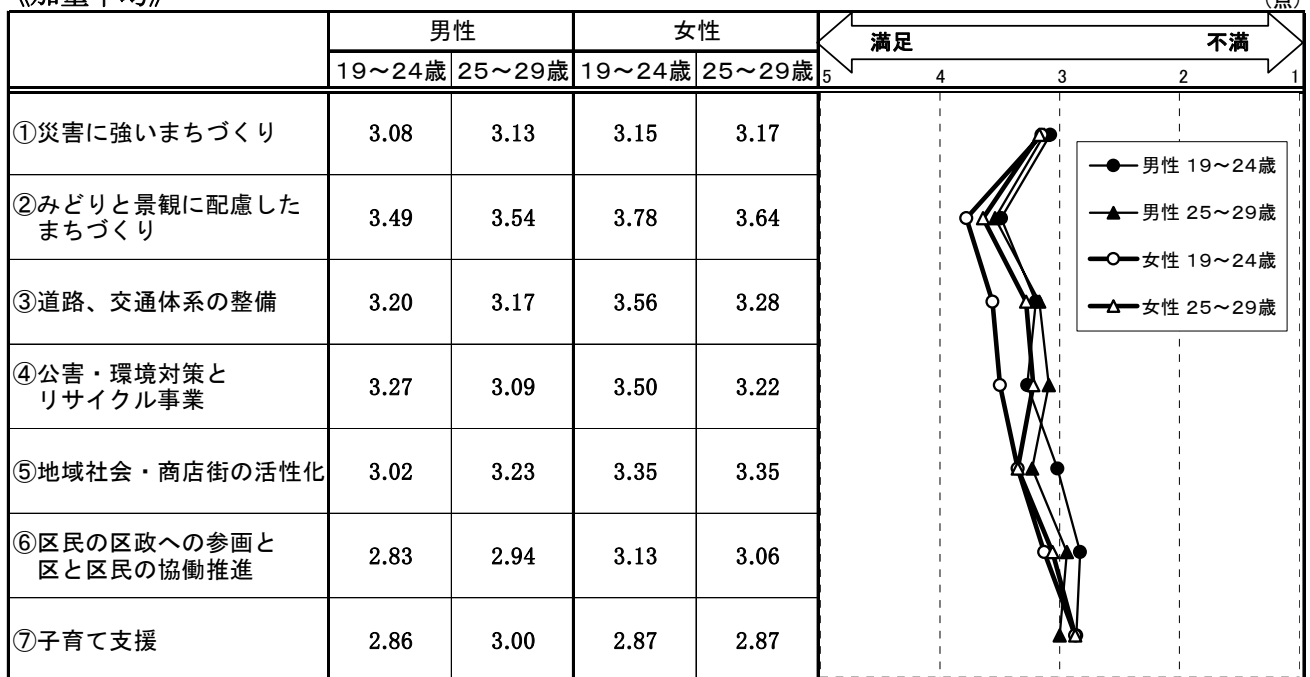 《加重平均》
(点)
男性 女性
19～24歳 25～29歳 19～24歳 25～29歳
満足 不満
5 4 3 2 1
①災害に強いまちづくり 3.08 3.13 3.15 3.17
②みどりと景観に配慮した
まちづくり 3.49 3.54 3.78 3.64
③道路、交通体系の整備 3.20 3.17 3.56 3.28
④公害・環境対策と
リサイクル事業 3.27 3.09 3.50 3.22
⑤地域社会・商店街の活性化 3.02 3.23 3.35 3.35
⑥区民の区政への参画と
区と区民の協働推進 2.83 2.94 3.13 3.06
⑦子育て支援 2.86 3.00 2.87 2.87
男性 19～24歳
男性 25～29歳
女性 19～24歳
女性 25～29歳